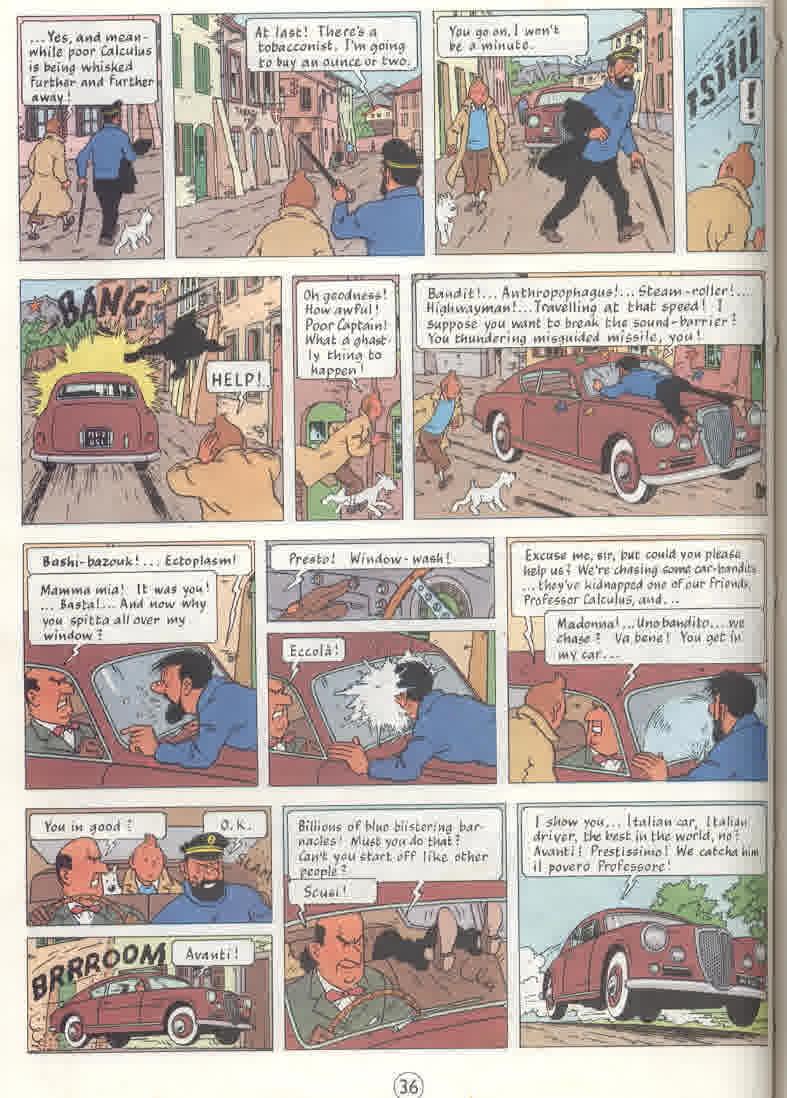 ...Yes, and mean-
while poor Calculus
is being whisked
further and further
away!
At last! There's a
tobacconist. I'm going
to buy an ounce or two.
TABAC
You go on, I won't
be a minute.
TSHIII
!
BANG
HELP!..
Oh goodness!
How awful!
Poor Captain!
What a ghast-
ly thing to
happen!
Bandit!... Anthropophagus!... Steam-roller!...
Highwayman!... Travelling at that speed! I
suppose you want to break the sound-barrier?
You thundering misguided missile, you!
Bashi-bazouk!... Ectoplasm!
Mamma mia! It was you!
... Basta!... And now why
you spitta all over my
window?
Presto! Window-wash!
Eccolà!
Excuse me, sir, but could you please
help us? We're chasing some car-bandits
... they've kidnapped one of our friends,
Professor Calculus, and...
Madonna!... Uno bandito... we
chase? Va bene! You get in
my car...
You in good?
O.K.
SLAM
BRRROOM
Avanti!
Billions of blue blistering bar-
nacles! Must you do that?
Can't you start off like other
people?
Scusi!
I show you... Italian car, Italian
driver, the best in the world, no?
Avanti! Prestissimo! We catcha him
il povero Professore!
36